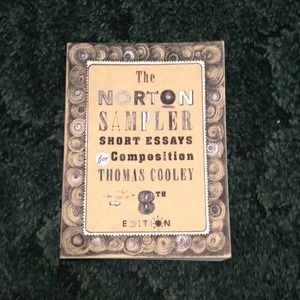 The
NORTON
SAMPLER
SHORT ESSAYS
for Composition
THOMAS COOLEY
8TH
EDITION